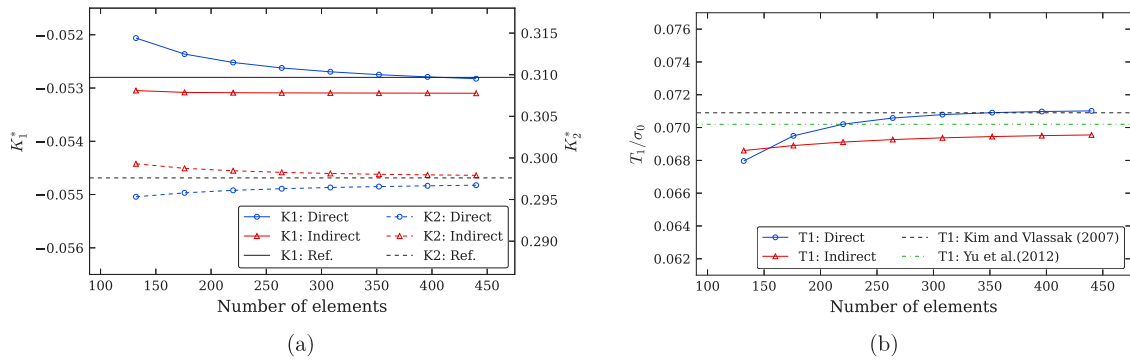 −0.052
−0.053
−0.054
−0.055
−0.056
K₁*
0.315
0.310
0.305
0.300
0.295
0.290
K₂*
K1: Direct
K1: Indirect
K1: Ref.
K2: Direct
K2: Indirect
K2: Ref.
100 150 200 250 300 350 400 450
Number of elements
(a)
0.076
0.074
0.072
0.070
0.068
0.066
0.064
0.062
T₁/σ₀
T1: Direct
T1: Indirect
T1: Kim and Vlassak (2007)
T1: Yu et al.(2012)
100 150 200 250 300 350 400 450
Number of elements
(b)